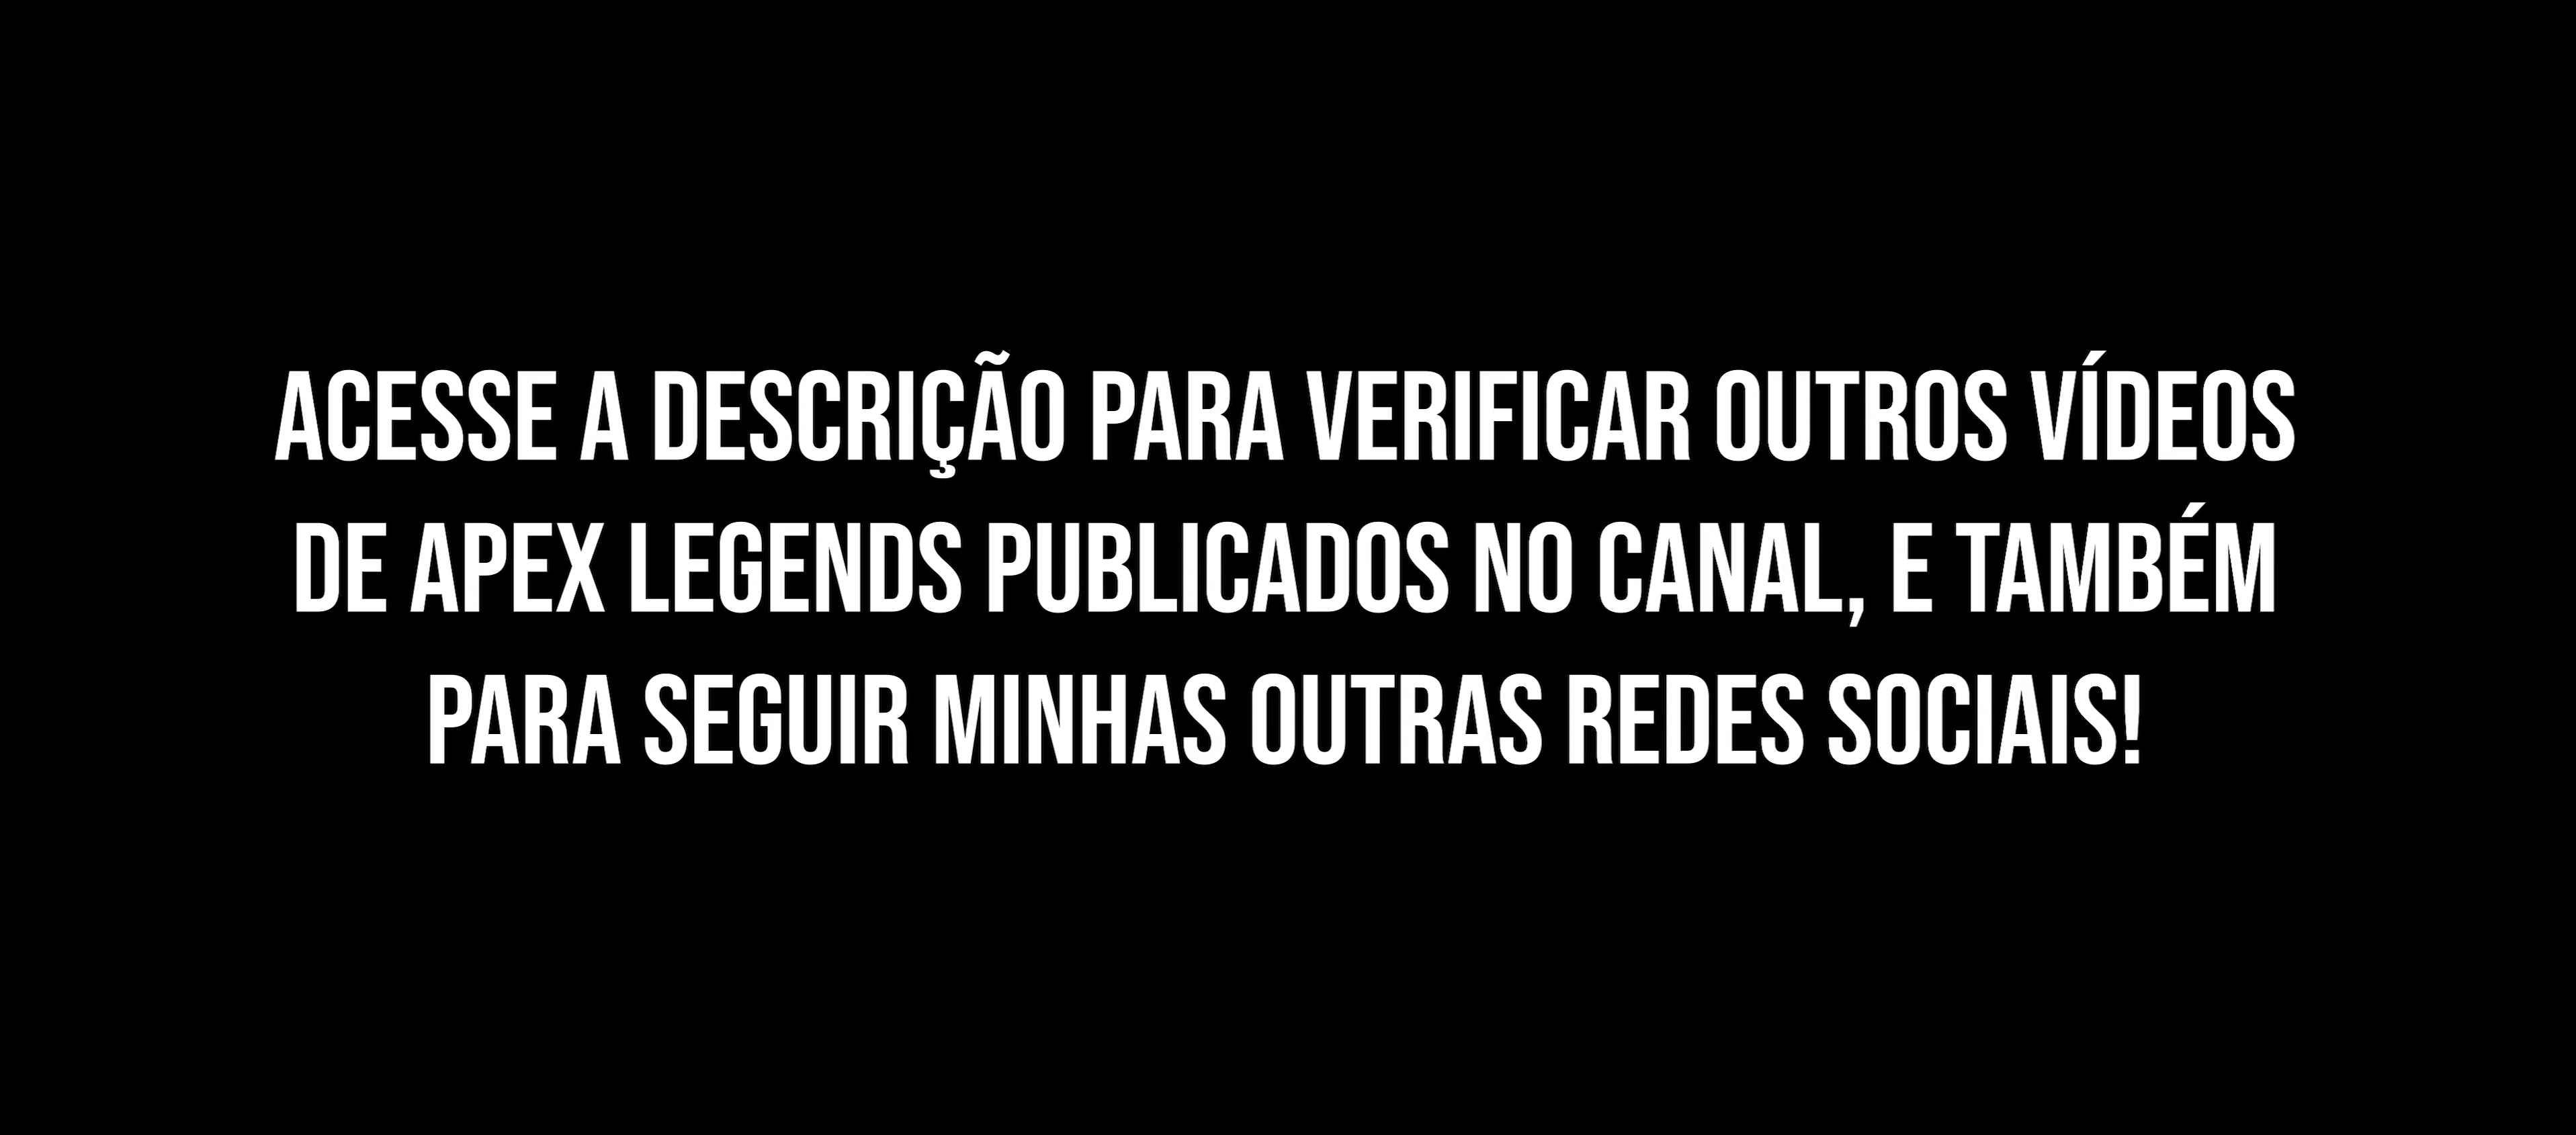 ACESSE A DESCRIÇÃO PARA VERIFICAR OUTROS VÍDEOS
DE APEX LEGENDS PUBLICADOS NO CANAL, E TAMBÉM
PARA SEGUIR MINHAS OUTRAS REDES SOCIAIS!